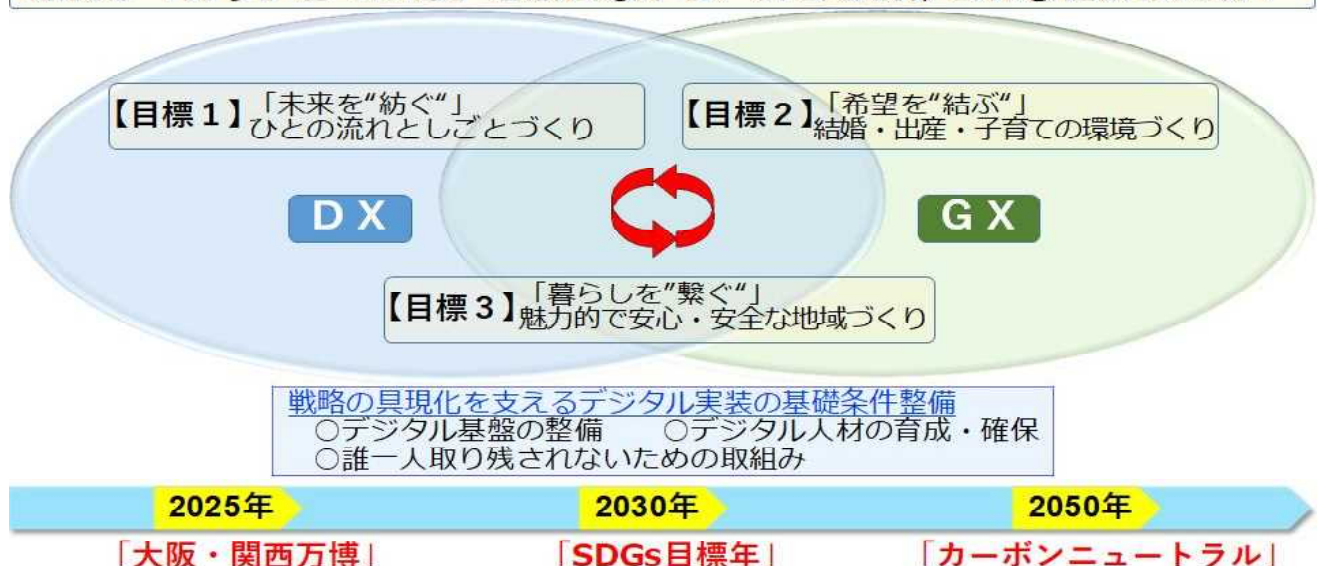 【目標１】「未来を”紡ぐ“」
ひとの流れとしごとづくり
【目標２】「希望を“結ぶ“」
結婚・出産・子育ての環境づくり
ＤＸ
ＧＸ
【目標３】「暮らしを”繋ぐ“」
魅力的で安心・安全な地域づくり
戦略の具現化を支えるデジタル実装の基礎条件整備
○デジタル基盤の整備　○デジタル人材の育成・確保
○誰一人取り残されないための取組み
2025年
2030年
2050年
「大阪・関西万博」
「SDGs目標年」
「カーボンニュートラル」